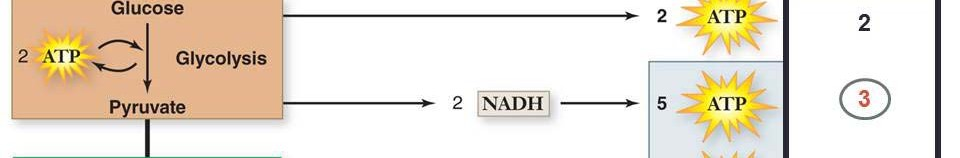 Glucose
2 ATP
Glycolysis
Pyruvate
2 ATP
2
2 NADH
5 ATP
3